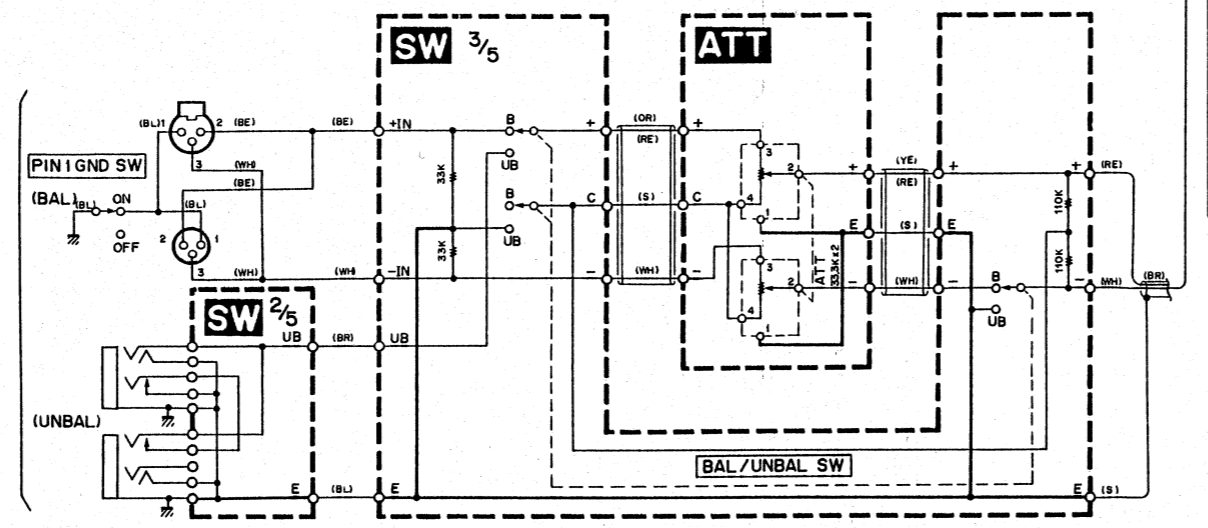 SW 3/5
ATT
(BL) 1
2 (BE)
(BE)
+IN
B
+
(OR)
+
3
(WH)
(RE)
3
PIN 1 GND SW
UB
2
+
(YE)
+
+
(RE)
(BE)
33K
(RE)
(BAL)
(BL)
ON
(BL)
B
C
(S)
C
4
110K
OFF
2
1
UB
1
E
(S)
E
33K
3
ATT
33.3K×2
110K
3
(WH)
(WH)
-IN
-
(WH)
-
2
-
(WH)
-
B
-
(WH)
(BR)
SW 2/5
4
UB
(BR)
UB
1
UB
(UNBAL)
BAL/UNBAL SW
E
(BL)
E
E
(S)